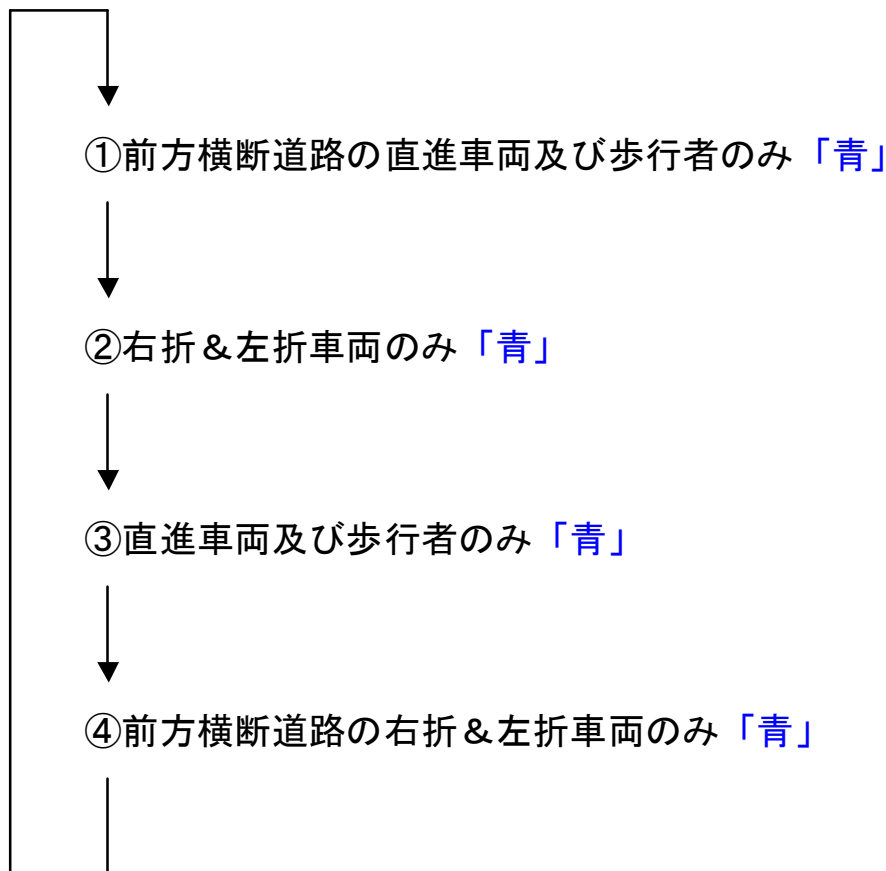 ①前方横断道路の直進車両及び歩行者のみ「青」
②右折＆左折車両のみ「青」
③直進車両及び歩行者のみ「青」
④前方横断道路の右折＆左折車両のみ「青」